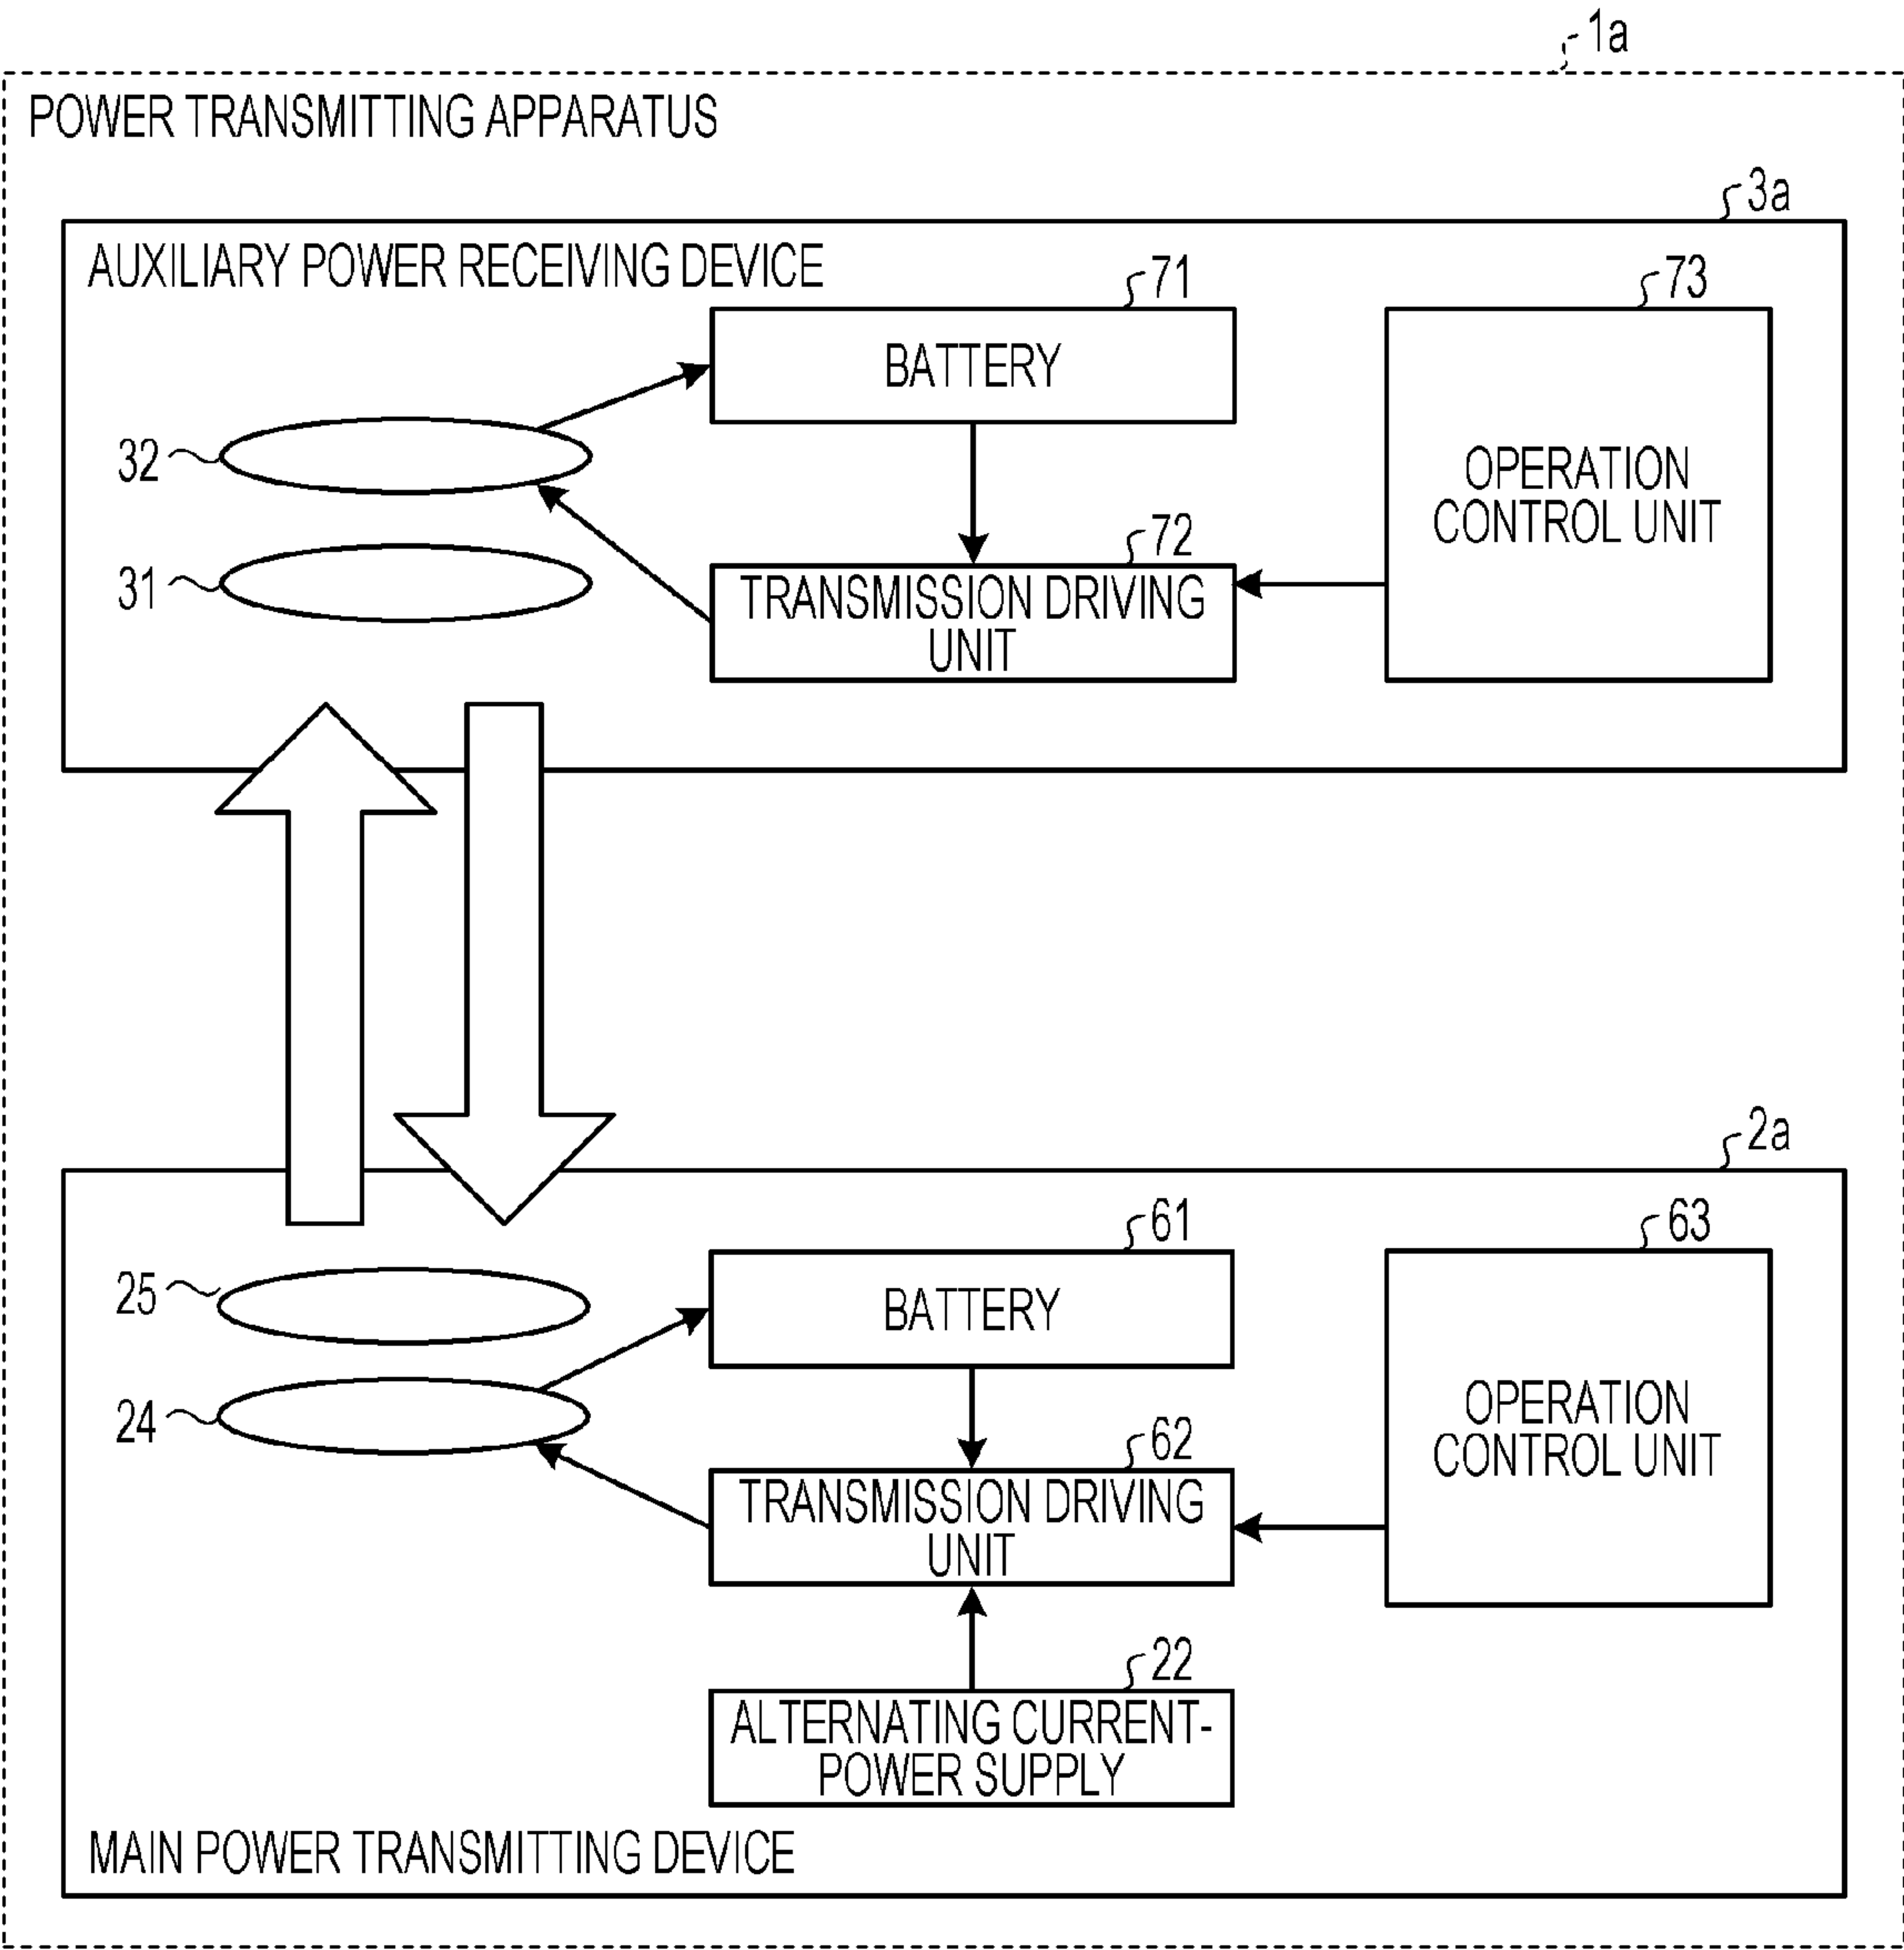 1a
POWER TRANSMITTING APPARATUS
3a
AUXILIARY POWER RECEIVING DEVICE
71
73
BATTERY
32
OPERATION
CONTROL UNIT
72
31
TRANSMISSION DRIVING
UNIT
2a
61
63
25
BATTERY
24
OPERATION
CONTROL UNIT
62
TRANSMISSION DRIVING
UNIT
22
ALTERNATING CURRENT-
POWER SUPPLY
MAIN POWER TRANSMITTING DEVICE